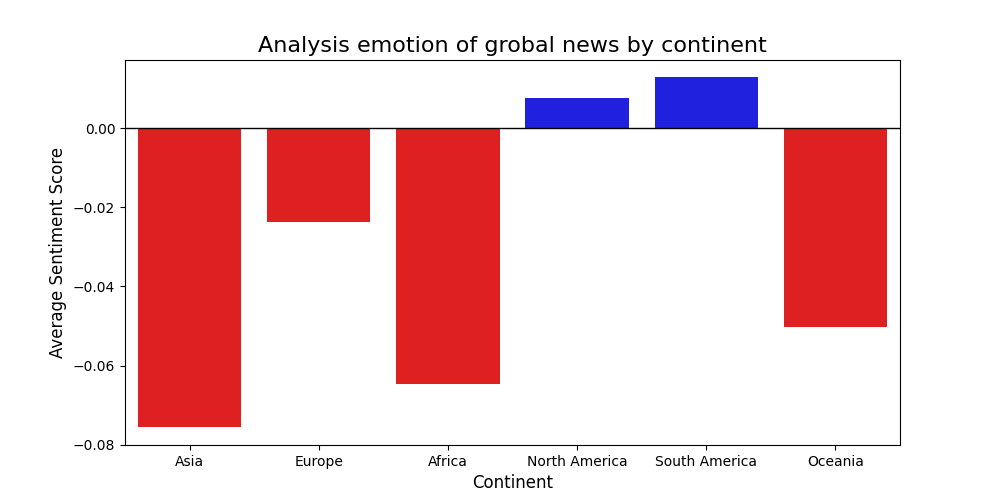 Analysis emotion of grobal news by continent
Average Sentiment Score
0.00
−0.02
−0.04
−0.06
−0.08
Asia
Europe
Africa
North America
South America
Oceania
Continent